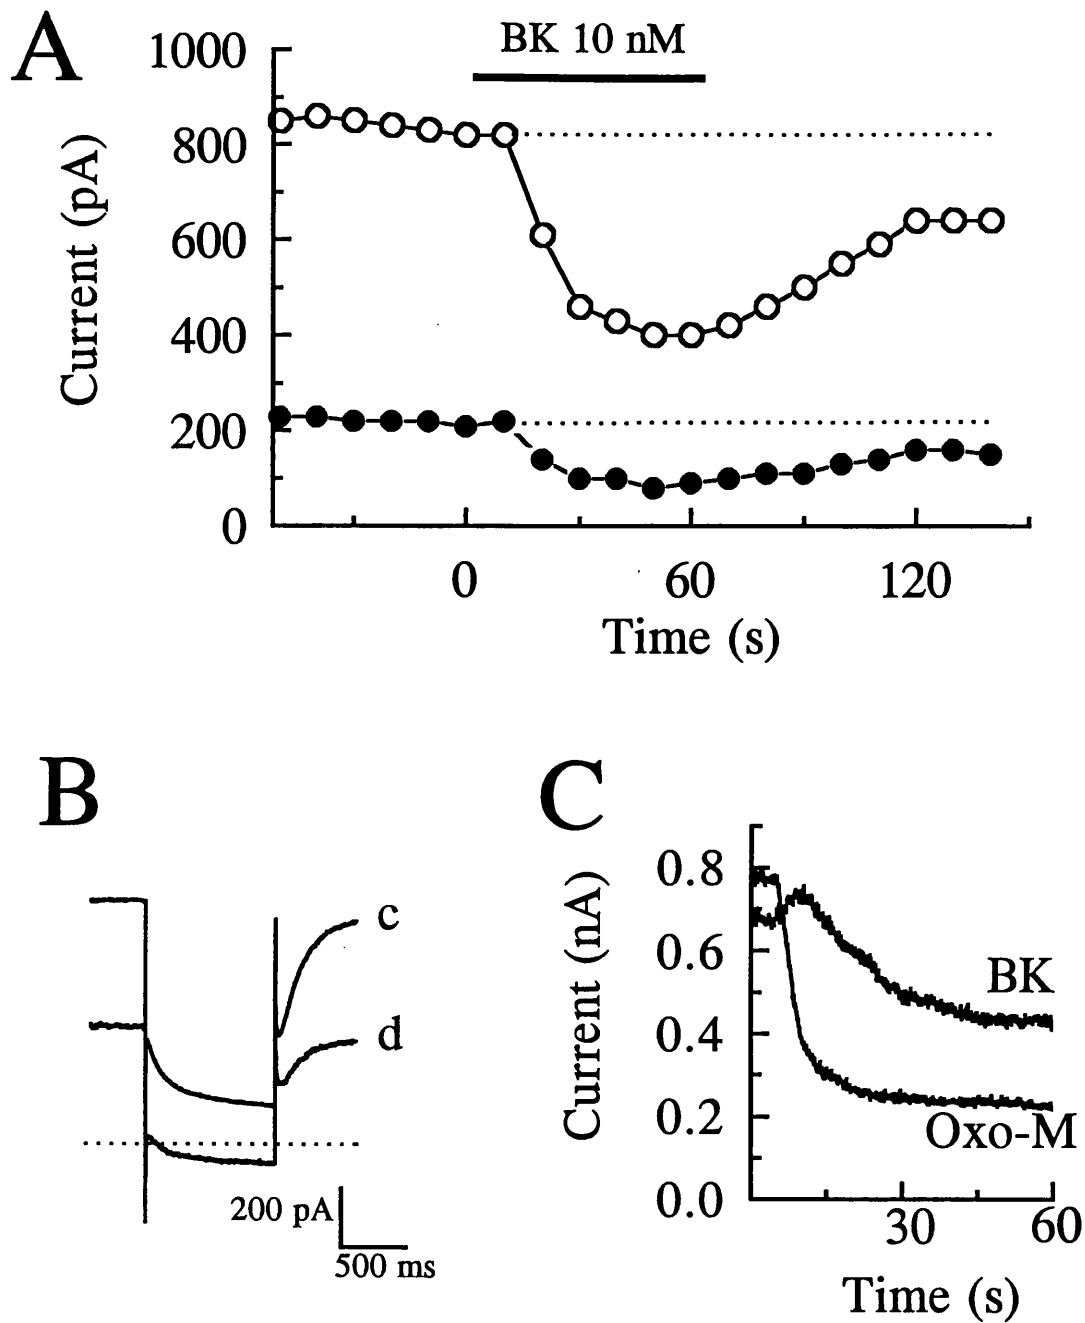 A
BK 10 nM
1000
800
600
400
200
0
Current (pA)
0 60 120
Time (s)
B
c
d
200 pA
500 ms
C
0.8
0.6
0.4
0.2
0.0
Current (nA)
BK
Oxo-M
30 60
Time (s)